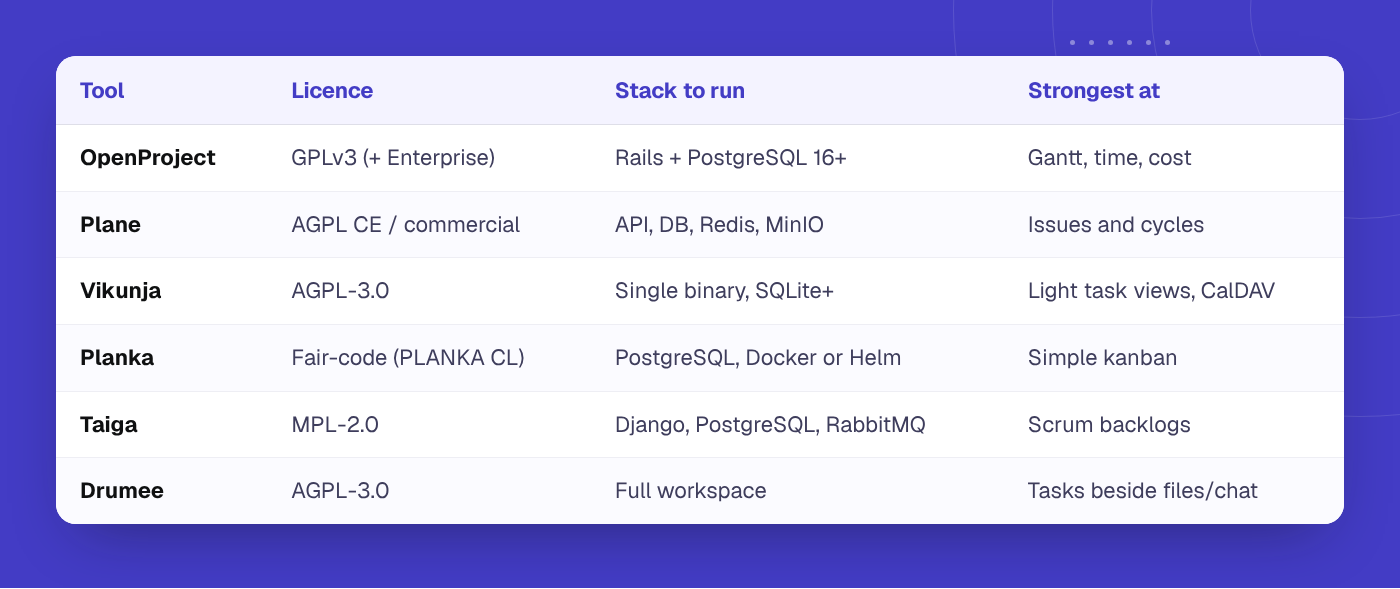 Tool Licence Stack to run Strongest at
OpenProject GPLv3 (+ Enterprise) Rails + PostgreSQL 16+ Gantt, time, cost
Plane AGPL CE / commercial API, DB, Redis, MinIO Issues and cycles
Vikunja AGPL-3.0 Single binary, SQLite+ Light task views, CalDAV
Planka Fair-code (PLANKA CL) PostgreSQL, Docker or Helm Simple kanban
Taiga MPL-2.0 Django, PostgreSQL, RabbitMQ Scrum backlogs
Drumee AGPL-3.0 Full workspace Tasks beside files/chat